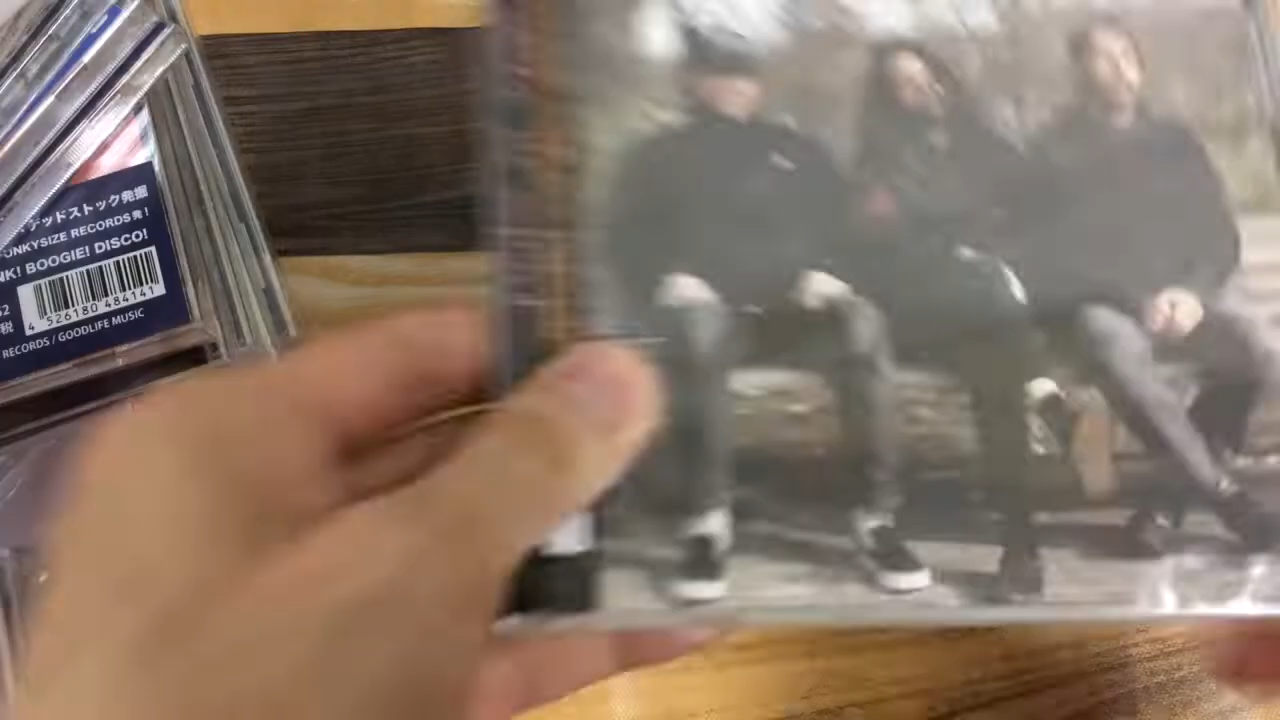 デッドストック発掘
UNKYSIZE RECORDS発!
NK! BOOGIE! DISCO!
4 526180 484141
RECORDS / GOODLIFE MUSIC